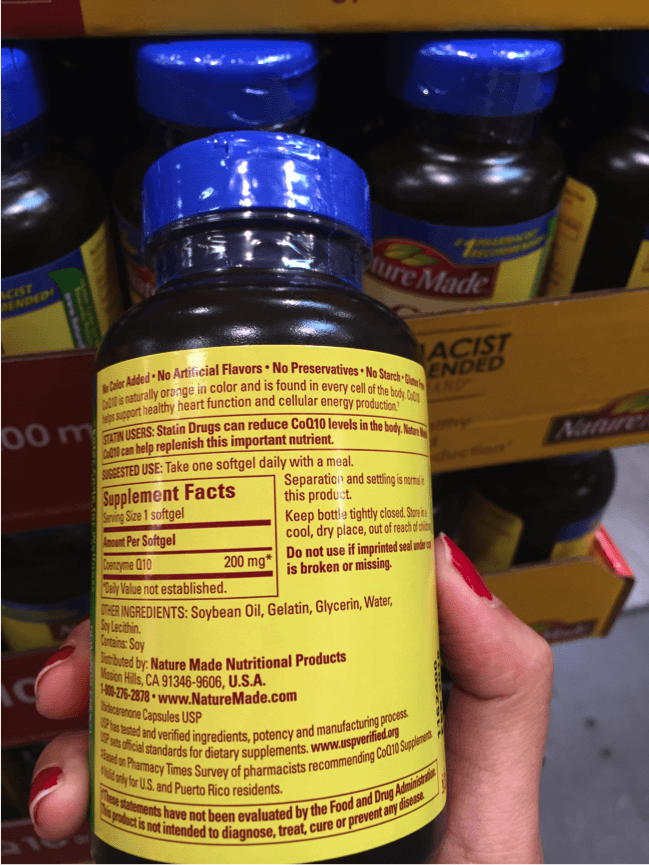 #1 PHARMACIST
RECOMMENDED
ure Made
ACIST
ENDED
ACIST
ENDED
AND
00 m
Nature
No Color Added • No Artificial Flavors • No Preservatives • No Starch • Gluten Free
CoQ10 is naturally orange in color and is found in every cell of the body. CoQ10
helps support healthy heart function and cellular energy production.†
STATIN USERS: Statin Drugs can reduce CoQ10 levels in the body. Nature Made
CoQ10 can help replenish this important nutrient.
SUGGESTED USE: Take one softgel daily with a meal.
Supplement Facts
Serving Size 1 softgel
Amount Per Softgel
Coenzyme Q10 200 mg*
*Daily Value not established.
Separation and settling is normal in
this product.
Keep bottle tightly closed. Store in a
cool, dry place, out of reach of children.
Do not use if imprinted seal under cap
is broken or missing.
OTHER INGREDIENTS: Soybean Oil, Gelatin, Glycerin, Water,
Soy Lecithin.
Contains: Soy
Distributed by: Nature Made Nutritional Products
Mission Hills, CA 91346-9606, U.S.A.
1-800-276-2878 • www.NatureMade.com
Ubidecarenone Capsules USP
USP has tested and verified ingredients, potency and manufacturing process.
USP sets official standards for dietary supplements. www.uspverified.org
Based on Pharmacy Times Survey of pharmacists recommending CoQ10 Supplements.
Valid only for U.S. and Puerto Rico residents.
†These statements have not been evaluated by the Food and Drug Administration.
This product is not intended to diagnose, treat, cure or prevent any disease.